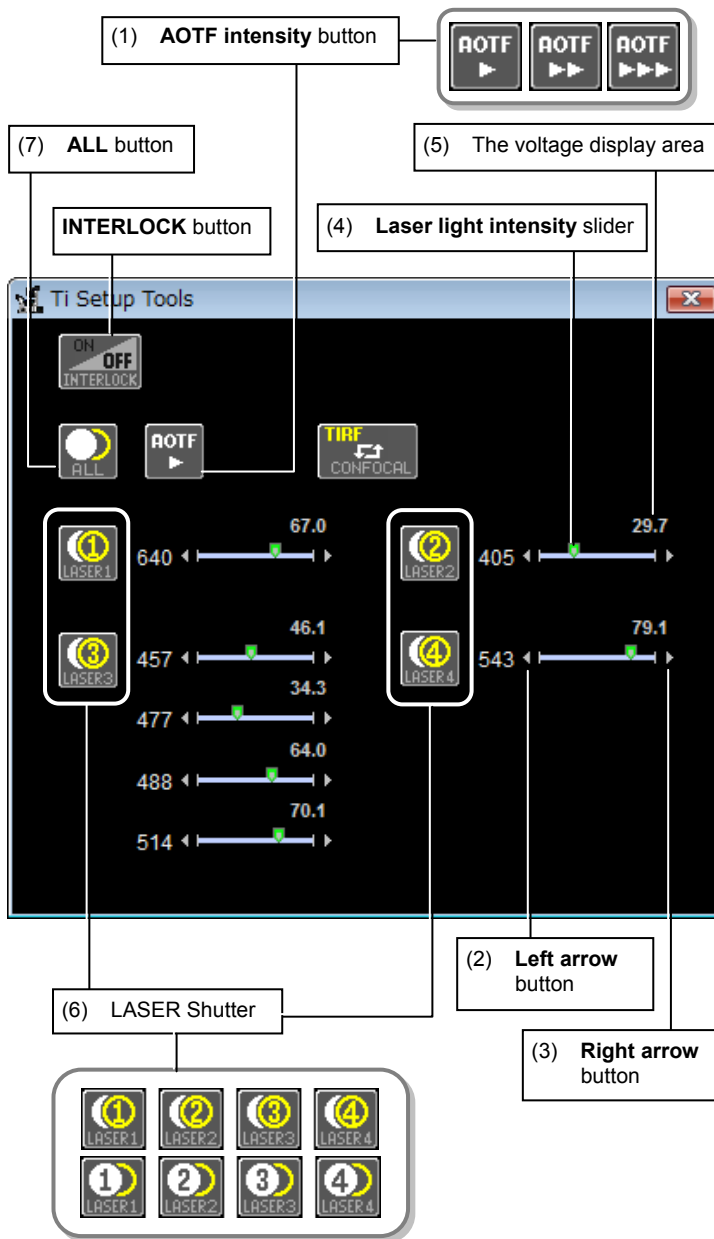 (1) AOTF intensity button
AOTF AOTF AOTF
(7) ALL button
(5) The voltage display area
INTERLOCK button
(4) Laser light intensity slider
Ti Setup Tools
ON
OFF
INTERLOCK
ALL
AOTF
TIRF
CONFOCAL
1
LASER1
640
67.0
2
LASER2
405
29.7
3
LASER3
457
46.1
4
LASER4
543
79.1
477
34.3
488
64.0
514
70.1
(2) Left arrow
button
(6) LASER Shutter
(3) Right arrow
button
1 2 3 4
LASER1 LASER2 LASER3 LASER4
1 2 3 4
LASER1 LASER2 LASER3 LASER4